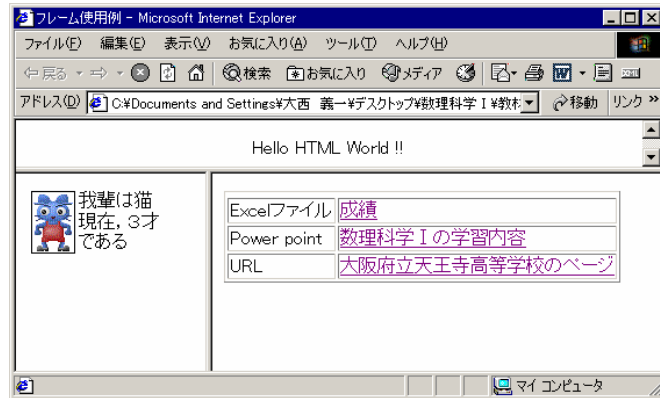 フレーム使用例 - Microsoft Internet Explorer
ファイル(F) 編集(E) 表示(V) お気に入り(A) ツール(T) ヘルプ(H)
戻る 検索 お気に入り メディア
アドレス(D) C:¥Documents and Settings¥大西 義一¥デスクトップ¥数理科学Ⅰ¥教材 移動 リンク »
Hello HTML World !!
我輩は猫
現在，3才
である
Excelファイル 成績
Power point 数理科学Ⅰの学習内容
URL 大阪府立天王寺高等学校のページ
マイ コンピュータ